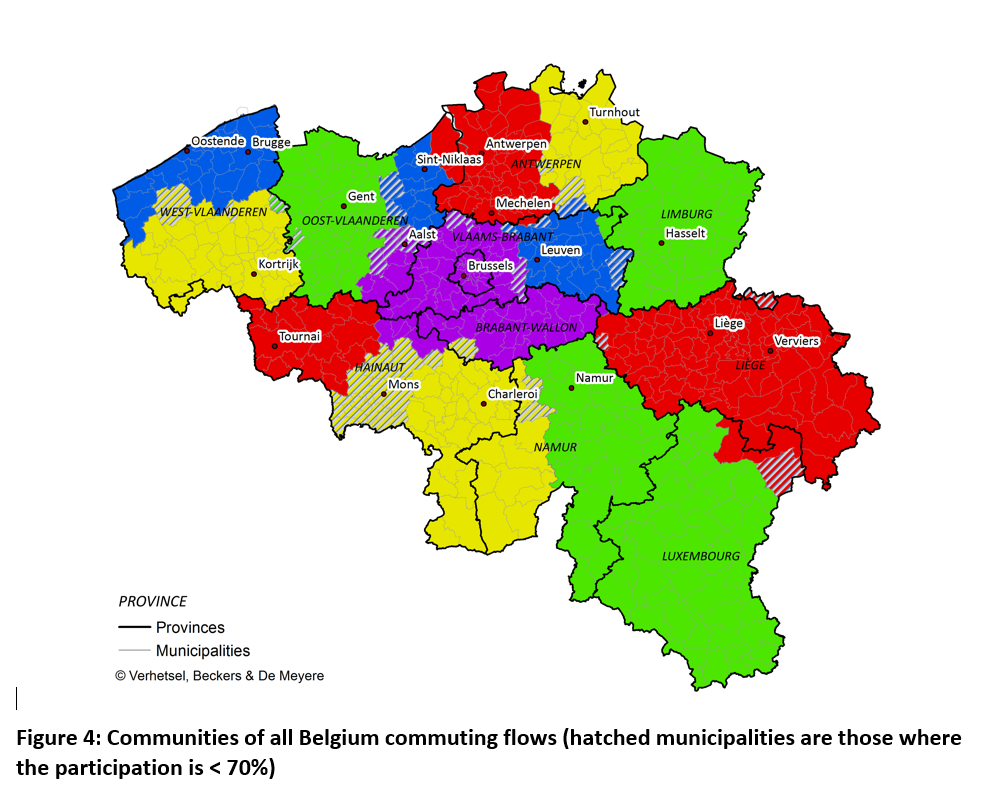 Turnhout
Oostende
Brugge
Antwerpen
Sint-Niklaas
ANTWERPEN
Gent
Mechelen
WEST-VLAANDEREN
OOST-VLAANDEREN
LIMBURG
Aalst
VLAAMS-BRABANT
Hasselt
Leuven
Kortrijk
Brussels
Liège
BRABANT-WALLON
Tournai
Verviers
HAINAUT
LIÈGE
Mons
Namur
Charleroi
NAMUR
LUXEMBOURG
PROVINCE
Provinces
Municipalities
© Verhetsel, Beckers & De Meyere
Figure 4: Communities of all Belgium commuting flows (hatched municipalities are those where
the participation is < 70%)